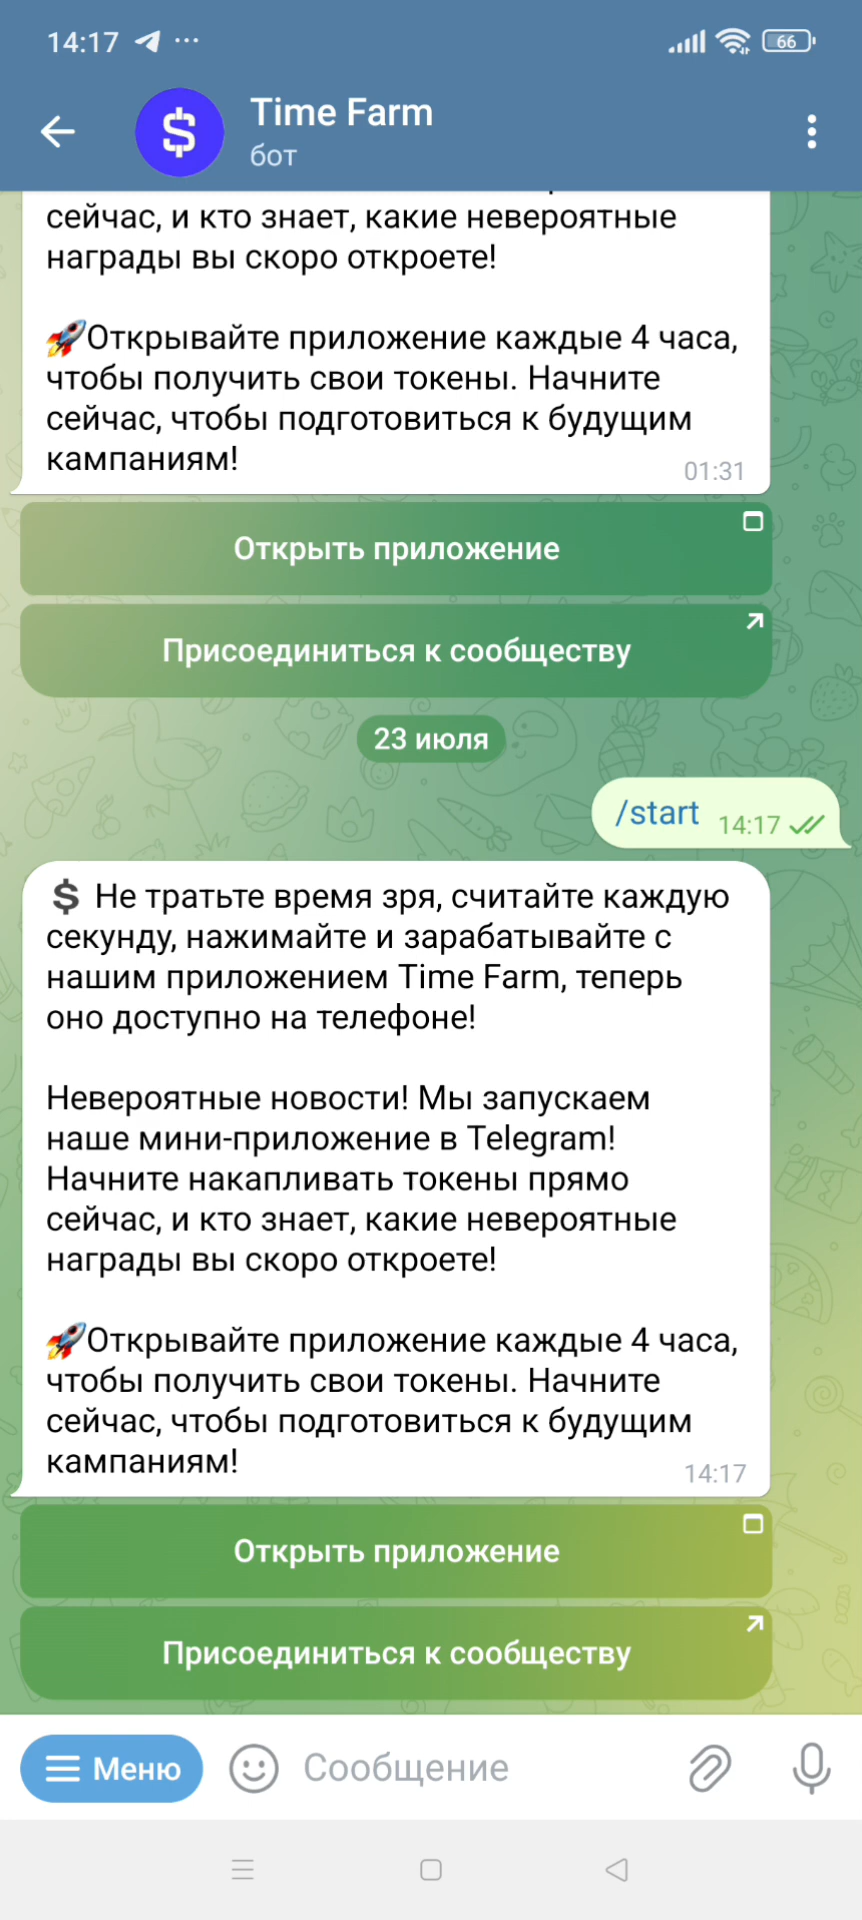 14:17
66
Time Farm
бот
сейчас, и кто знает, какие невероятные
награды вы скоро откроете!
🚀Открывайте приложение каждые 4 часа,
чтобы получить свои токены. Начните
сейчас, чтобы подготовиться к будущим
кампаниям!
01:31
Открыть приложение
Присоединиться к сообществу
23 июля
/start 14:17
💲 Не тратьте время зря, считайте каждую
секунду, нажимайте и зарабатывайте с
нашим приложением Time Farm, теперь
оно доступно на телефоне!
Невероятные новости! Мы запускаем
наше мини-приложение в Telegram!
Начните накапливать токены прямо
сейчас, и кто знает, какие невероятные
награды вы скоро откроете!
🚀Открывайте приложение каждые 4 часа,
чтобы получить свои токены. Начните
сейчас, чтобы подготовиться к будущим
кампаниям!
14:17
Открыть приложение
Присоединиться к сообществу
Меню
Сообщение